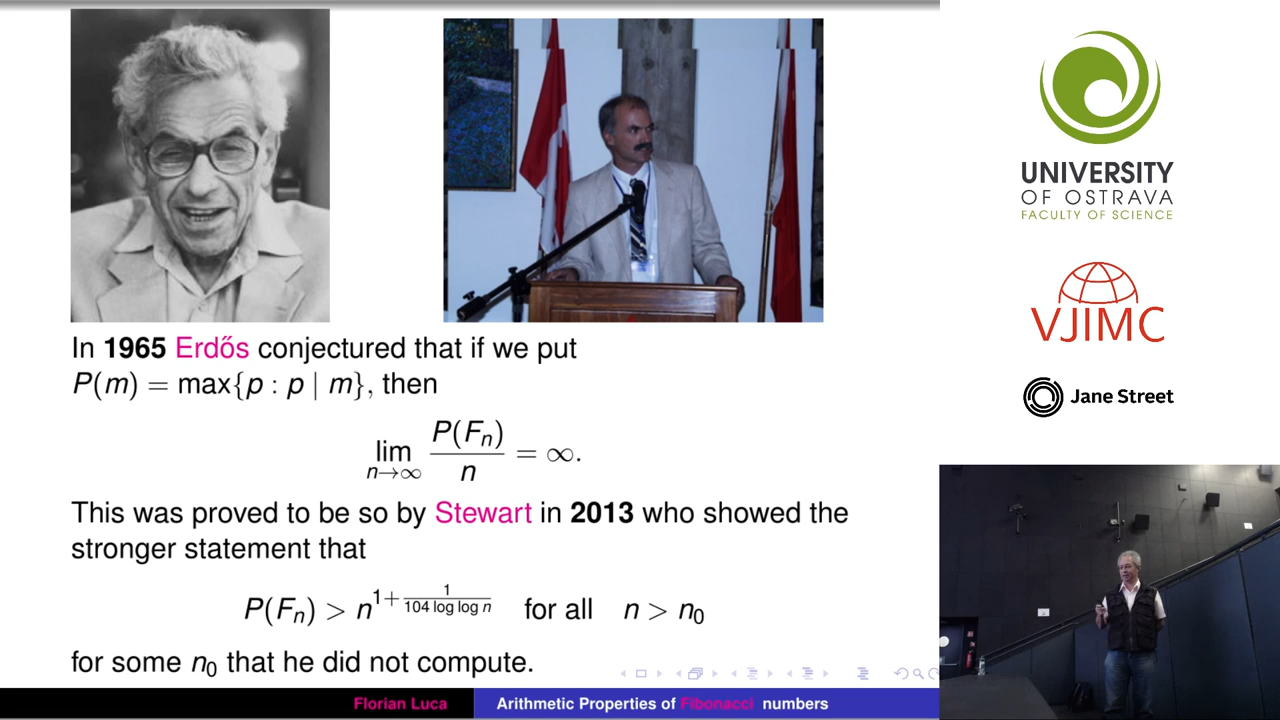 In 1965 Erdős conjectured that if we put
P(m) = max{p : p | m}, then
lim_{n→∞} P(F_n)/n = ∞.
This was proved to be so by Stewart in 2013 who showed the
stronger statement that
P(F_n) > n^{1+1/(104 log log n)} for all n > n_0
for some n_0 that he did not compute.
Florian Luca
Arithmetic Properties of Fibonacci numbers
UNIVERSITY
OF OSTRAVA
FACULTY OF SCIENCE
VJIMC
Jane Street